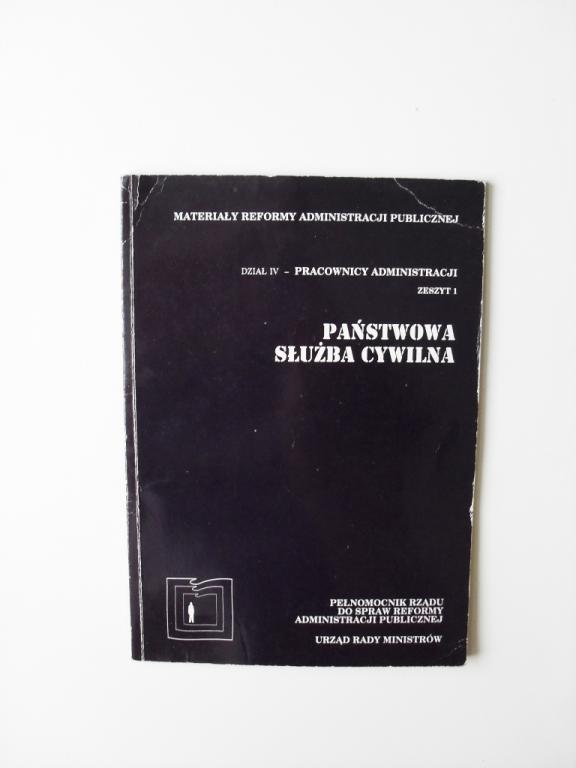 MATERIAŁY REFORMY ADMINISTRACJI PUBLICZNEJ
DZIAŁ IV – PRACOWNICY ADMINISTRACJI
ZESZYT 1
PAŃSTWOWA
SŁUŻBA CYWILNA
PEŁNOMOCNIK RZĄDU
DO SPRAW REFORMY
ADMINISTRACJI PUBLICZNEJ
URZĄD RADY MINISTRÓW